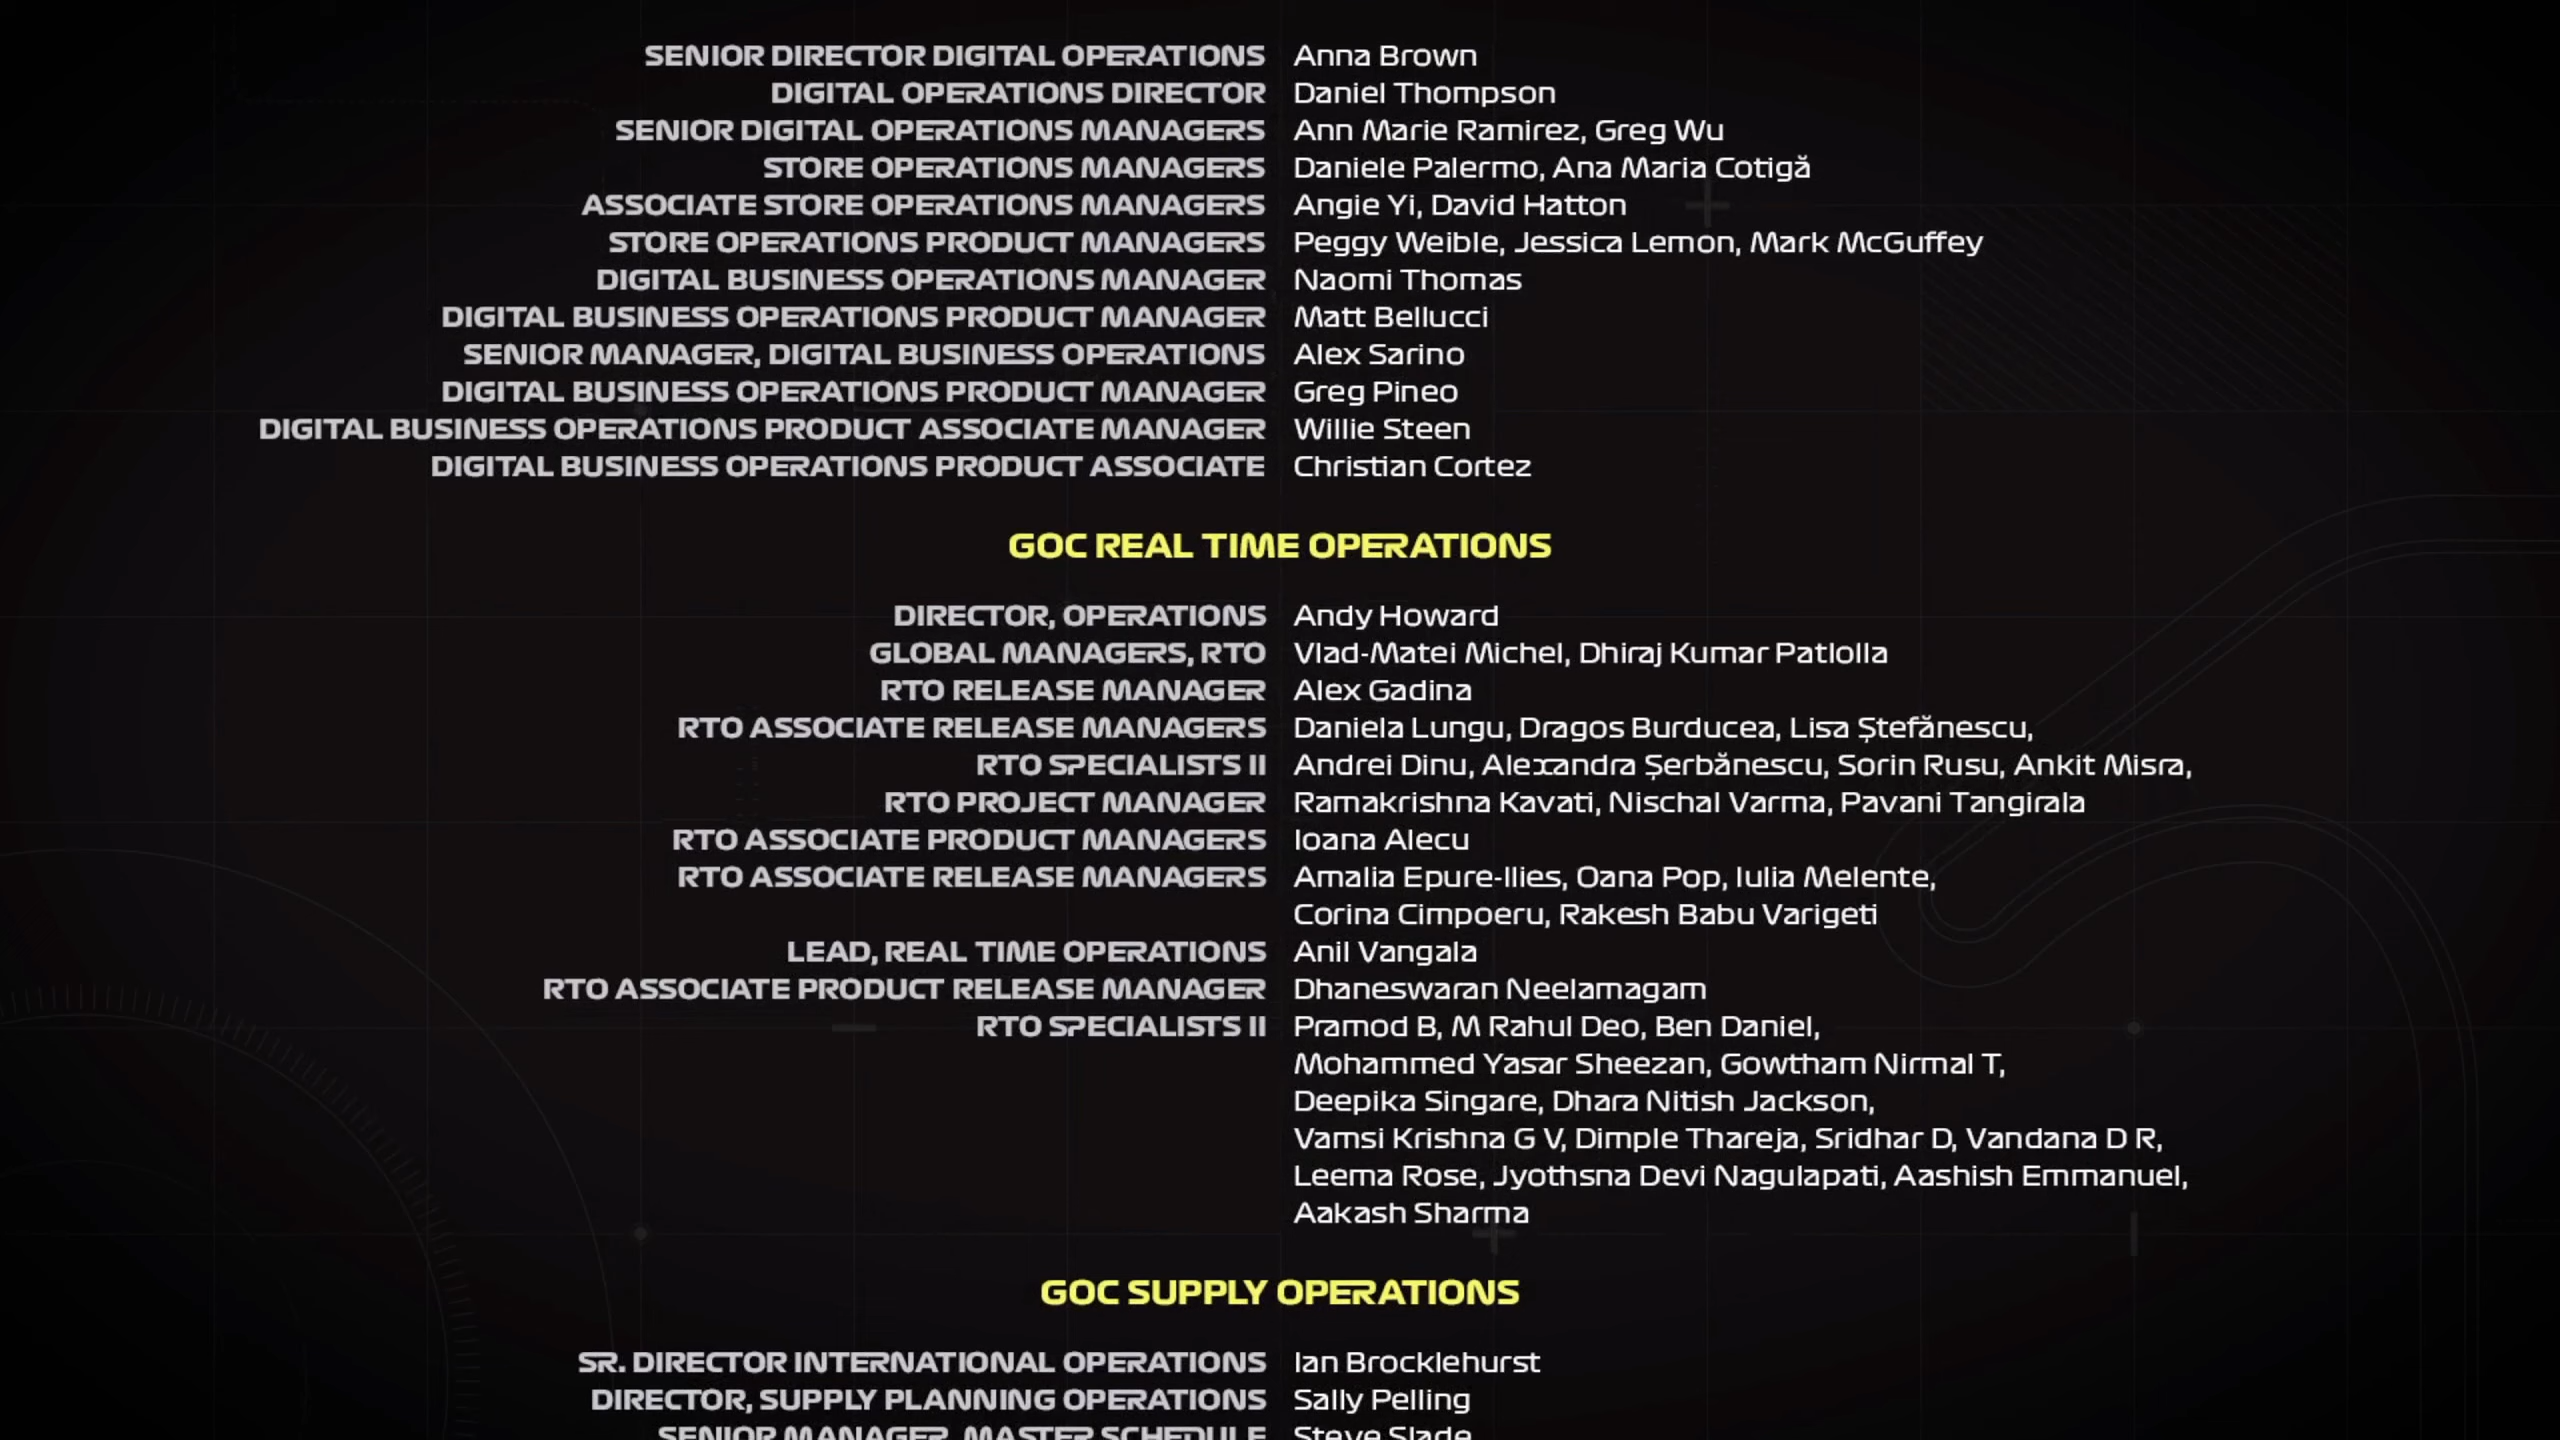 SENIOR DIRECTOR DIGITAL OPERATIONS Anna Brown
DIGITAL OPERATIONS DIRECTOR Daniel Thompson
SENIOR DIGITAL OPERATIONS MANAGERS Ann Marie Ramirez, Greg Wu
STORE OPERATIONS MANAGERS Daniele Palermo, Ana Maria Cotigă
ASSOCIATE STORE OPERATIONS MANAGERS Angie Yi, David Hatton
STORE OPERATIONS PRODUCT MANAGERS Peggy Weible, Jessica Lemon, Mark McGuffey
DIGITAL BUSINESS OPERATIONS MANAGER Naomi Thomas
DIGITAL BUSINESS OPERATIONS PRODUCT MANAGER Matt Bellucci
SENIOR MANAGER, DIGITAL BUSINESS OPERATIONS Alex Sarino
DIGITAL BUSINESS OPERATIONS PRODUCT MANAGER Greg Pineo
DIGITAL BUSINESS OPERATIONS PRODUCT ASSOCIATE MANAGER Willie Steen
DIGITAL BUSINESS OPERATIONS PRODUCT ASSOCIATE Christian Cortez
GOC REAL TIME OPERATIONS
DIRECTOR, OPERATIONS Andy Howard
GLOBAL MANAGERS, RTO Vlad-Matei Michel, Dhiraj Kumar Patlolla
RTO RELEASE MANAGER Alex Gadina
RTO ASSOCIATE RELEASE MANAGERS Daniela Lungu, Dragos Burducea, Lisa Ștefănescu,
RTO SPECIALISTS II Andrei Dinu, Alexandra Șerbănescu, Sorin Rusu, Ankit Misra,
RTO PROJECT MANAGER Ramakrishna Kavati, Nischal Varma, Pavani Tangirala
RTO ASSOCIATE PRODUCT MANAGERS Ioana Alecu
RTO ASSOCIATE RELEASE MANAGERS Amalia Epure-Ilies, Oana Pop, Iulia Melente,
Corina Cimpoeru, Rakesh Babu Varigeti
LEAD, REAL TIME OPERATIONS Anil Vangala
RTO ASSOCIATE PRODUCT RELEASE MANAGER Dhaneswaran Neelamagam
RTO SPECIALISTS II Pramod B, M Rahul Deo, Ben Daniel,
Mohammed Yasar Sheezan, Gowtham Nirmal T,
Deepika Singare, Dhara Nitish Jackson,
Vamsi Krishna G V, Dimple Thareja, Sridhar D, Vandana D R,
Leema Rose, Jyothsna Devi Nagulapati, Aashish Emmanuel,
Aakash Sharma
GOC SUPPLY OPERATIONS
SR. DIRECTOR INTERNATIONAL OPERATIONS Ian Brocklehurst
DIRECTOR, SUPPLY PLANNING OPERATIONS Sally Pelling
SENIOR MANAGER, MASTER SCHEDULE Steve Slade